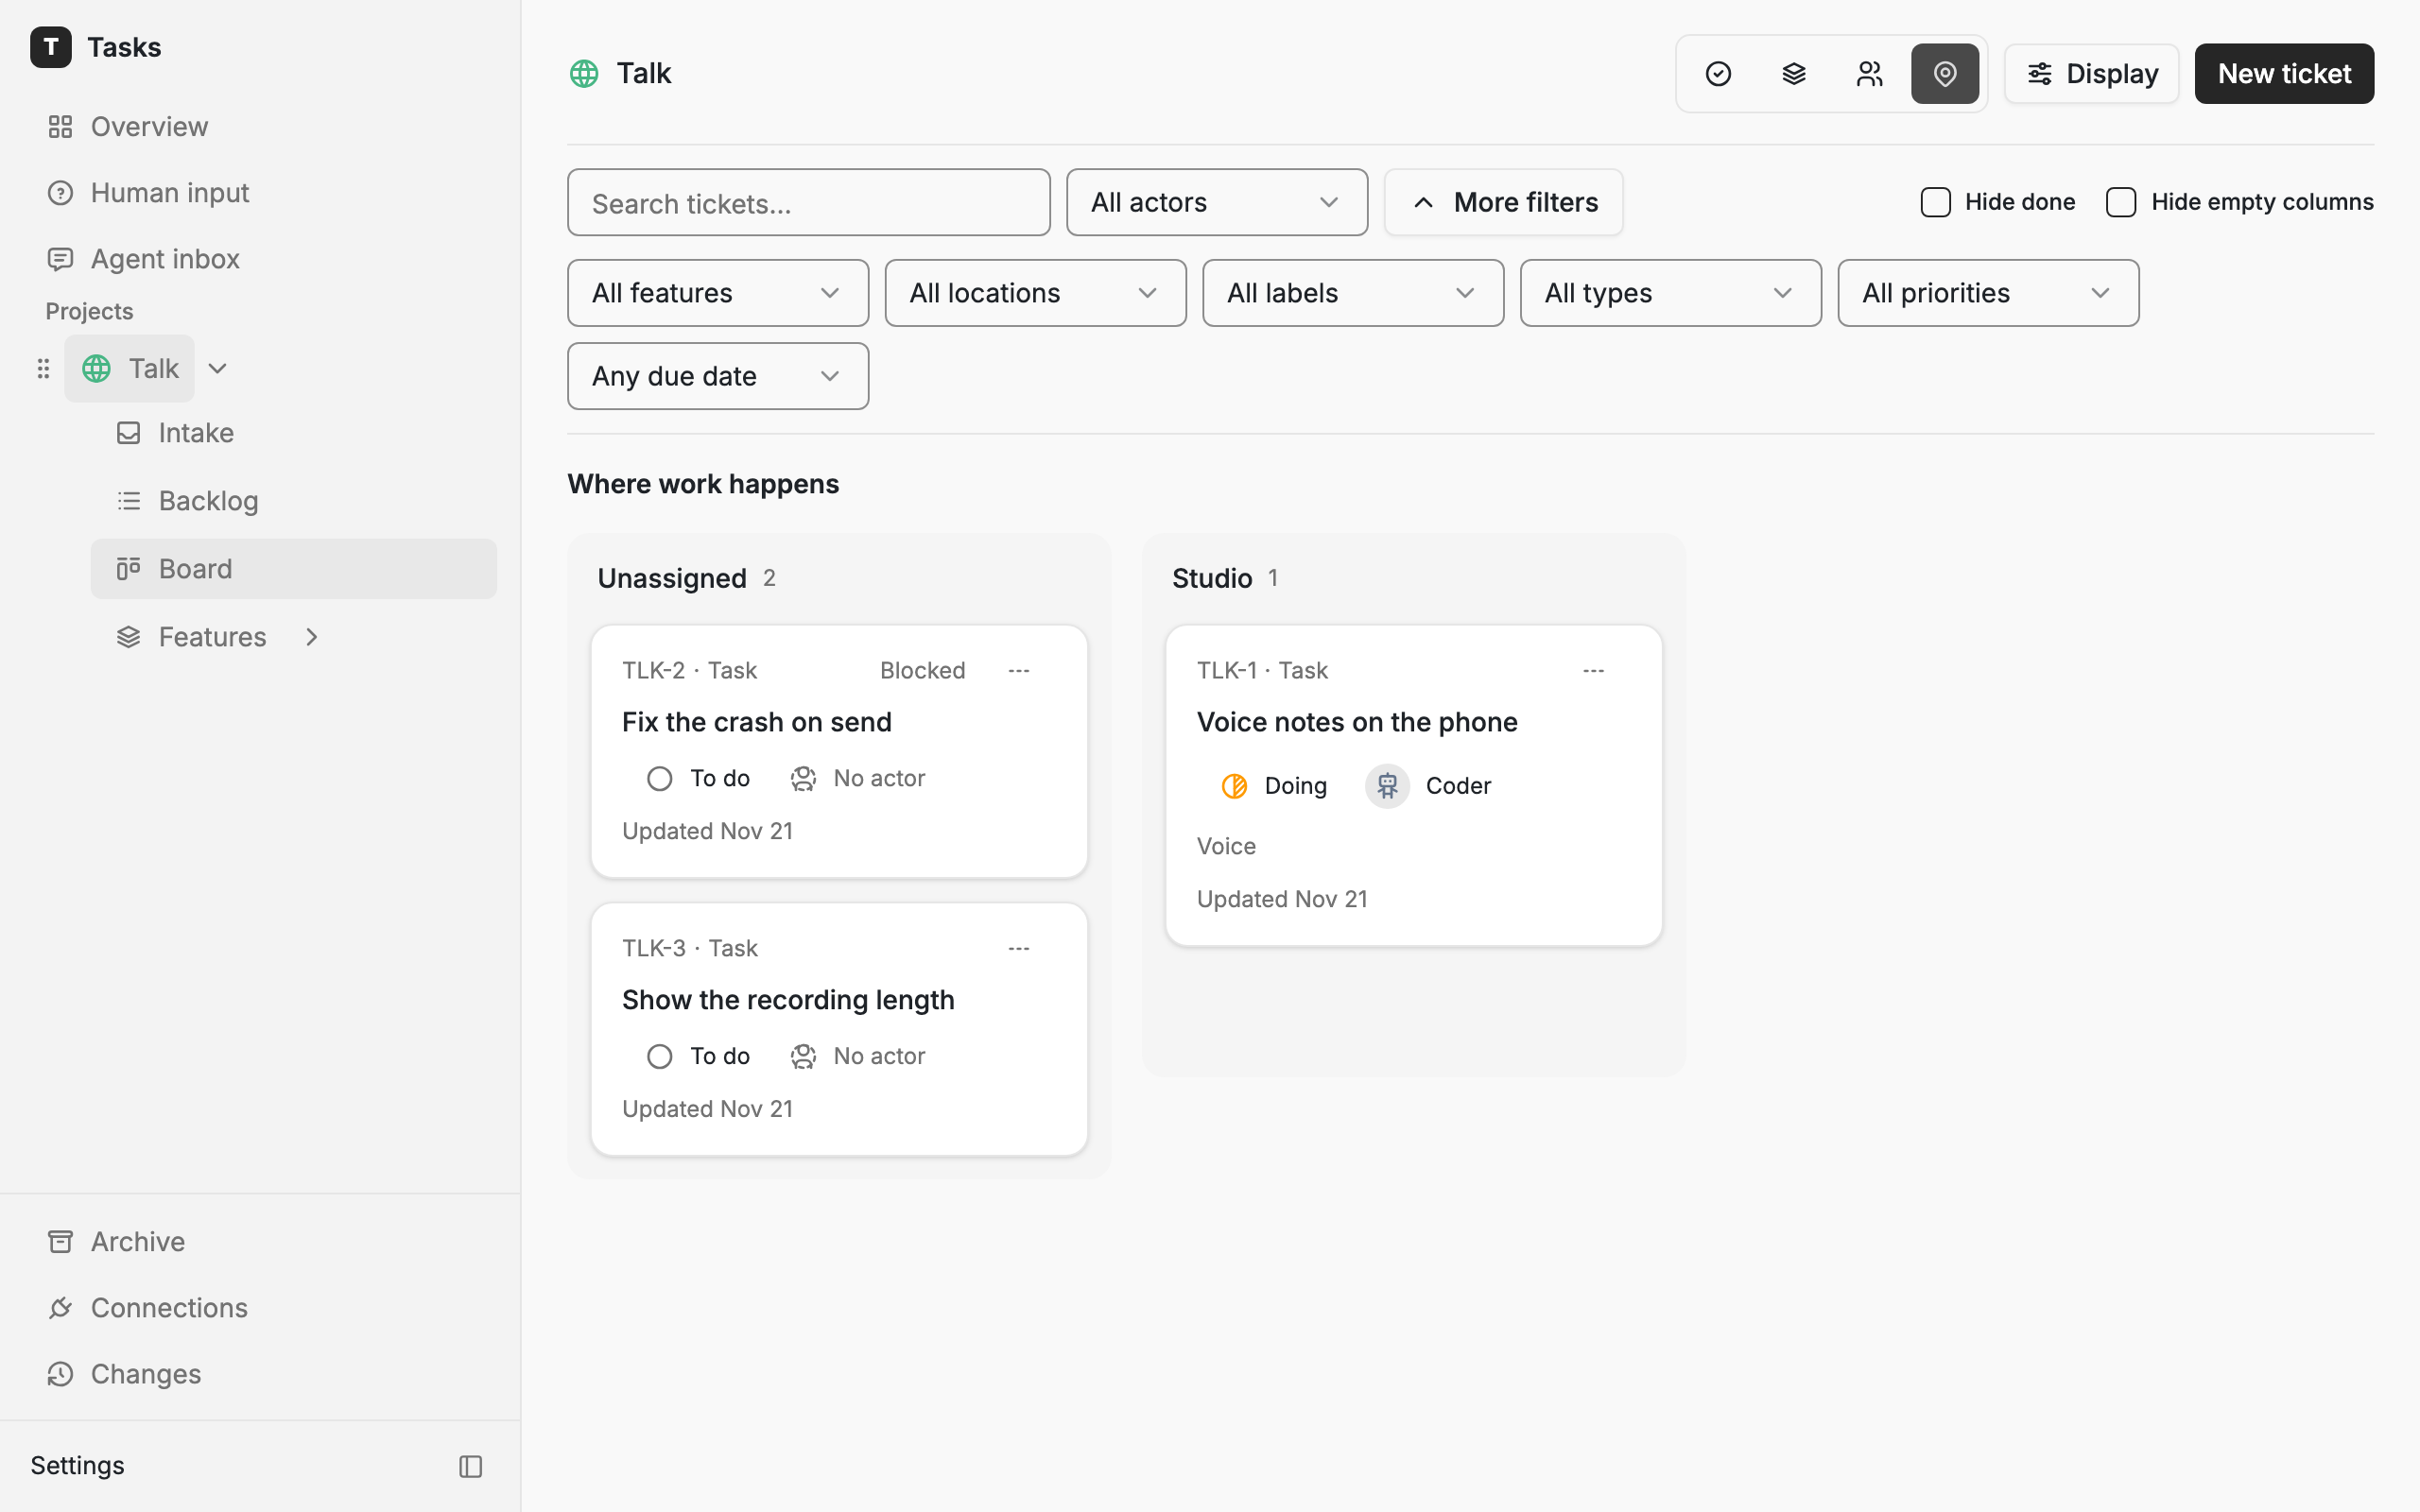 T Tasks
Overview
Human input
Agent inbox
Projects
Talk
Intake
Backlog
Board
Features
Archive
Connections
Changes
Settings
Talk
Display
New ticket
Search tickets...
All actors
More filters
Hide done
Hide empty columns
All features
All locations
All labels
All types
All priorities
Any due date
Where work happens
Unassigned 2
TLK-2 · Task
Blocked
Fix the crash on send
To do
No actor
Updated Nov 21
TLK-3 · Task
Show the recording length
To do
No actor
Updated Nov 21
Studio 1
TLK-1 · Task
Voice notes on the phone
Doing
Coder
Voice
Updated Nov 21